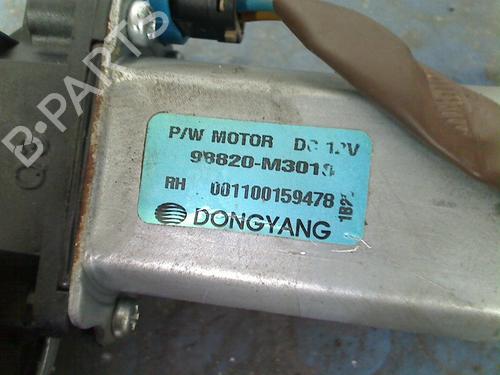 P/W MOTOR DC 12V
98820-M3010
RH 001100159478
DONGYANG
B-PARTS